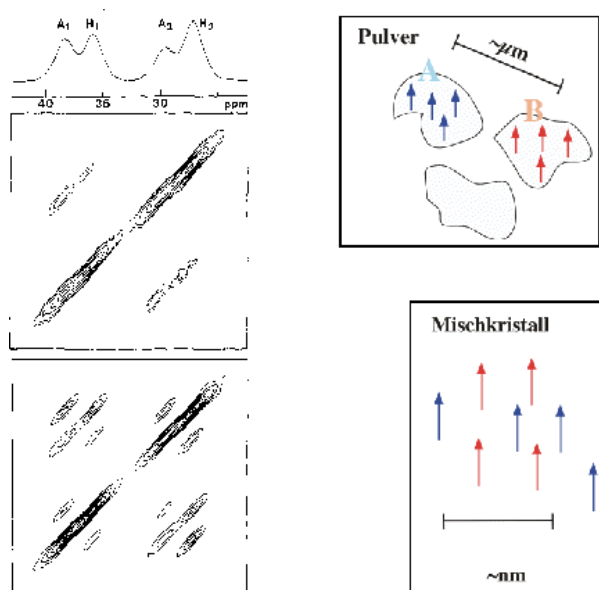 A₁ H₁ A₂ H₂
40 35 30 ppm
Pulver
~μm
A
B
Mischkristall
~nm